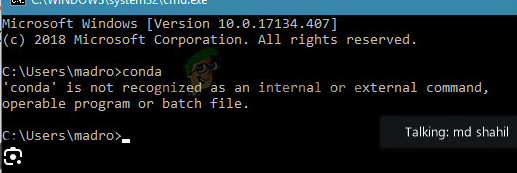 C:\WINDOWS\system32\cmd.exe
Microsoft Windows [Version 10.0.17134.407]
(c) 2018 Microsoft Corporation. All rights reserved.
C:\Users\madro>conda
'conda' is not recognized as an internal or external command,
operable program or batch file.
C:\Users\madro>_
Talking: md shahil